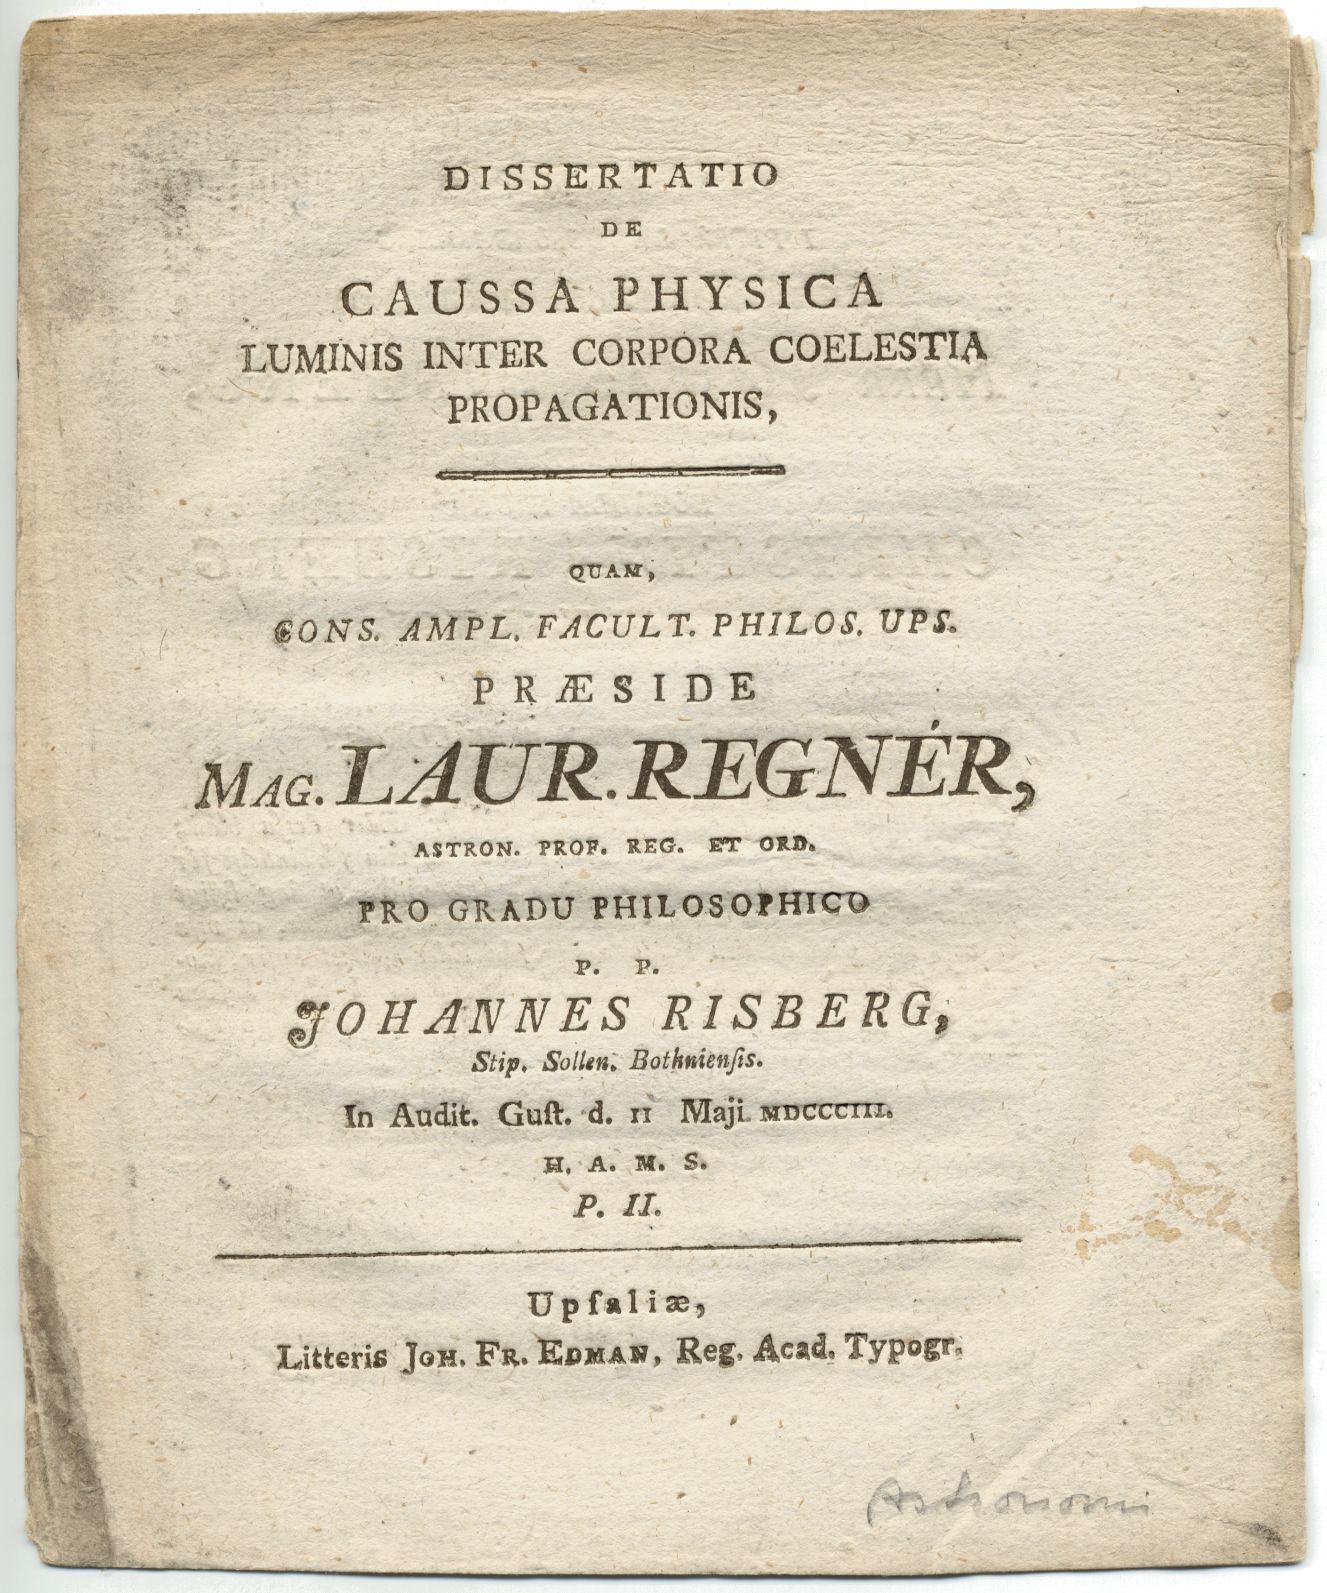 DISSERTATIO
DE
CAUSSA PHYSICA
LUMINIS INTER CORPORA COELESTIA
PROPAGATIONIS,
QUAM,
CONS. AMPL. FACULT. PHILOS. UPS.
PRÆSIDE
MAG. LAUR. REGNÉR,
ASTRON. PROF. REG. ET ORD.
PRO GRADU PHILOSOPHICO
P. P.
JOHANNES RISBERG,
Stip. Sollen. Bothnienſis.
In Audit. Guſt. d. II Maji MDCCCIII.
H. A. M. S.
P. II.
Upſaliæ,
Litteris JOH. FR. EDMAN, Reg. Acad. Typogr.
Astronomi